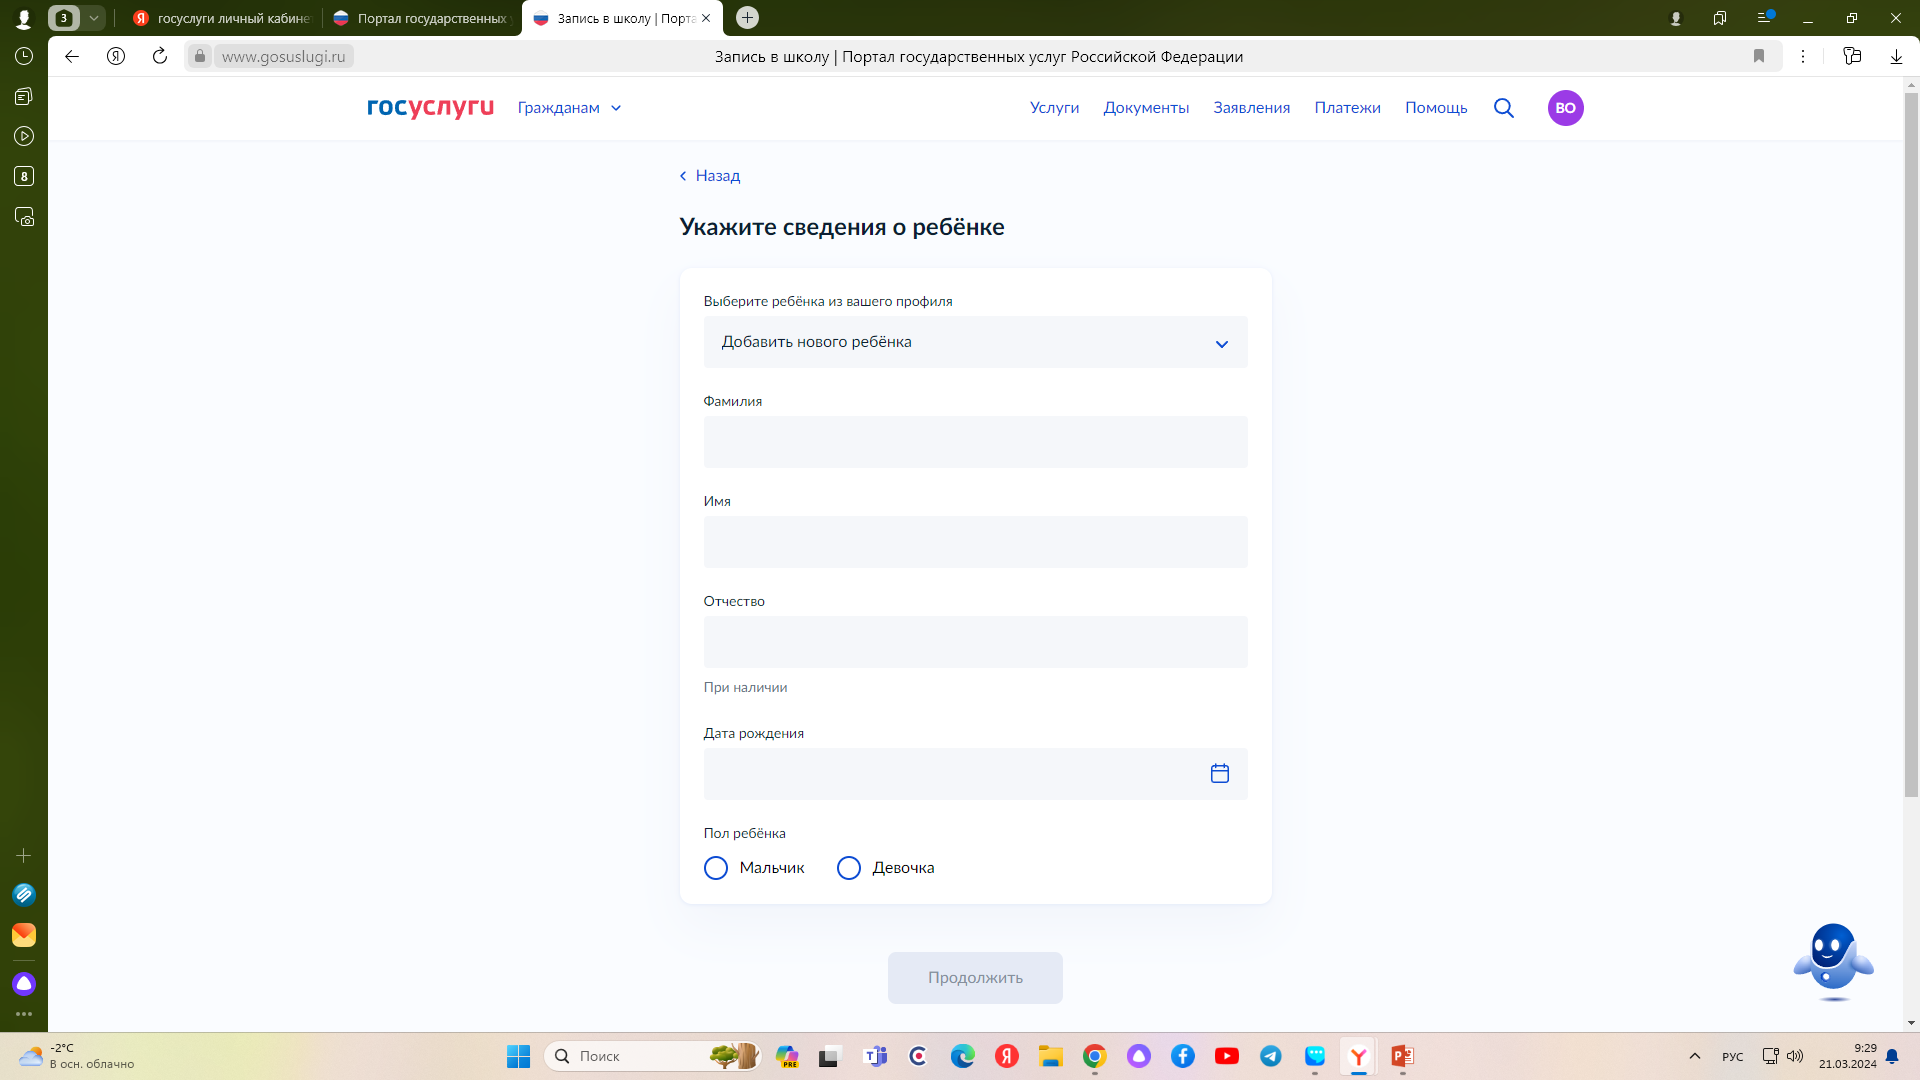 3
госуслуги личный кабине
Портал государственных
Запись в школу | Порта
www.gosuslugi.ru
Запись в школу | Портал государственных услуг Российской Федерации
8
госуслуги
Гражданам
Услуги
Документы
Заявления
Платежи
Помощь
ВО
Назад
Укажите сведения о ребёнке
Выберите ребёнка из вашего профиля
Добавить нового ребёнка
Фамилия
Имя
Отчество
При наличии
Дата рождения
Пол ребёнка
Мальчик
Девочка
Продолжить
-2°C
В осн. облачно
Поиск
PRE
РУС
9:29
21.03.2024